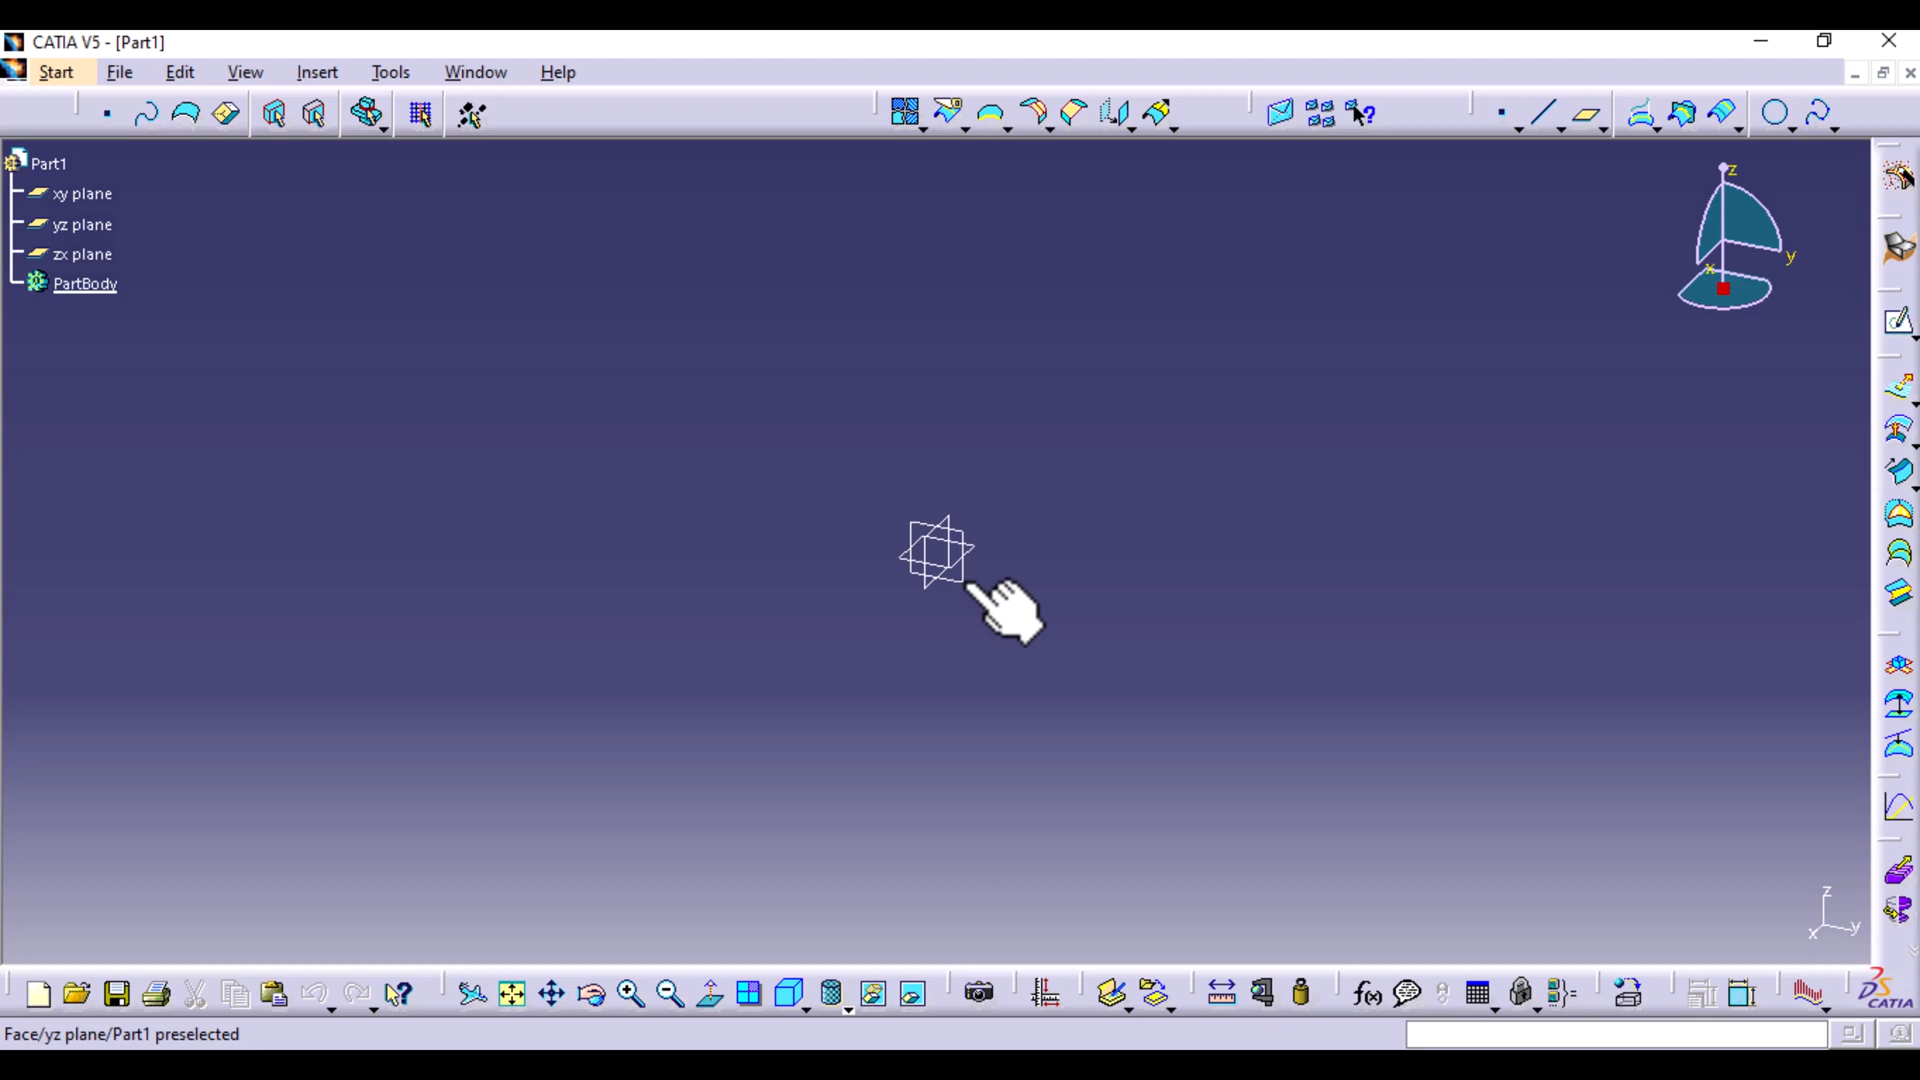 CATIA V5 - [Part1]
Start File Edit View Insert Tools Window Help
Part1
xy plane
yz plane
zx plane
PartBody
z
y
x
z
y
x
f(x)
CATIA
Face/yz plane/Part1 preselected